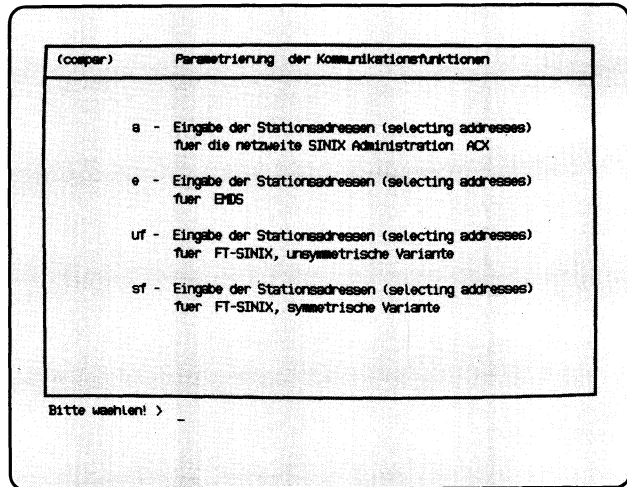 (compar) Parametrierung der Kommunikationsfunktionen
a - Eingabe der Stationsadressen (selecting addresses)
fuer die netzweite SINIX Administration ACX
e - Eingabe der Stationsadressen (selecting addresses)
fuer EMDS
uf - Eingabe der Stationsadressen (selecting addresses)
fuer FT-SINIX, unsymmetrische Variante
sf - Eingabe der Stationsadressen (selecting addresses)
fuer FT-SINIX, symmetrische Variante
Bitte waehlen! > _